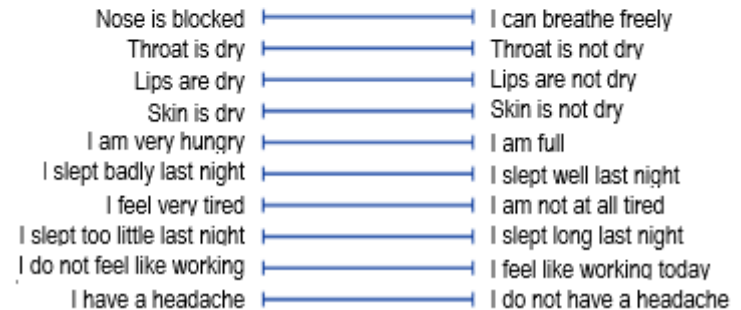 Nose is blocked I can breathe freely
Throat is dry Throat is not dry
Lips are dry Lips are not dry
Skin is dry Skin is not dry
I am very hungry I am full
I slept badly last night I slept well last night
I feel very tired I am not at all tired
I slept too little last night I slept long last night
I do not feel like working I feel like working today
I have a headache I do not have a headache